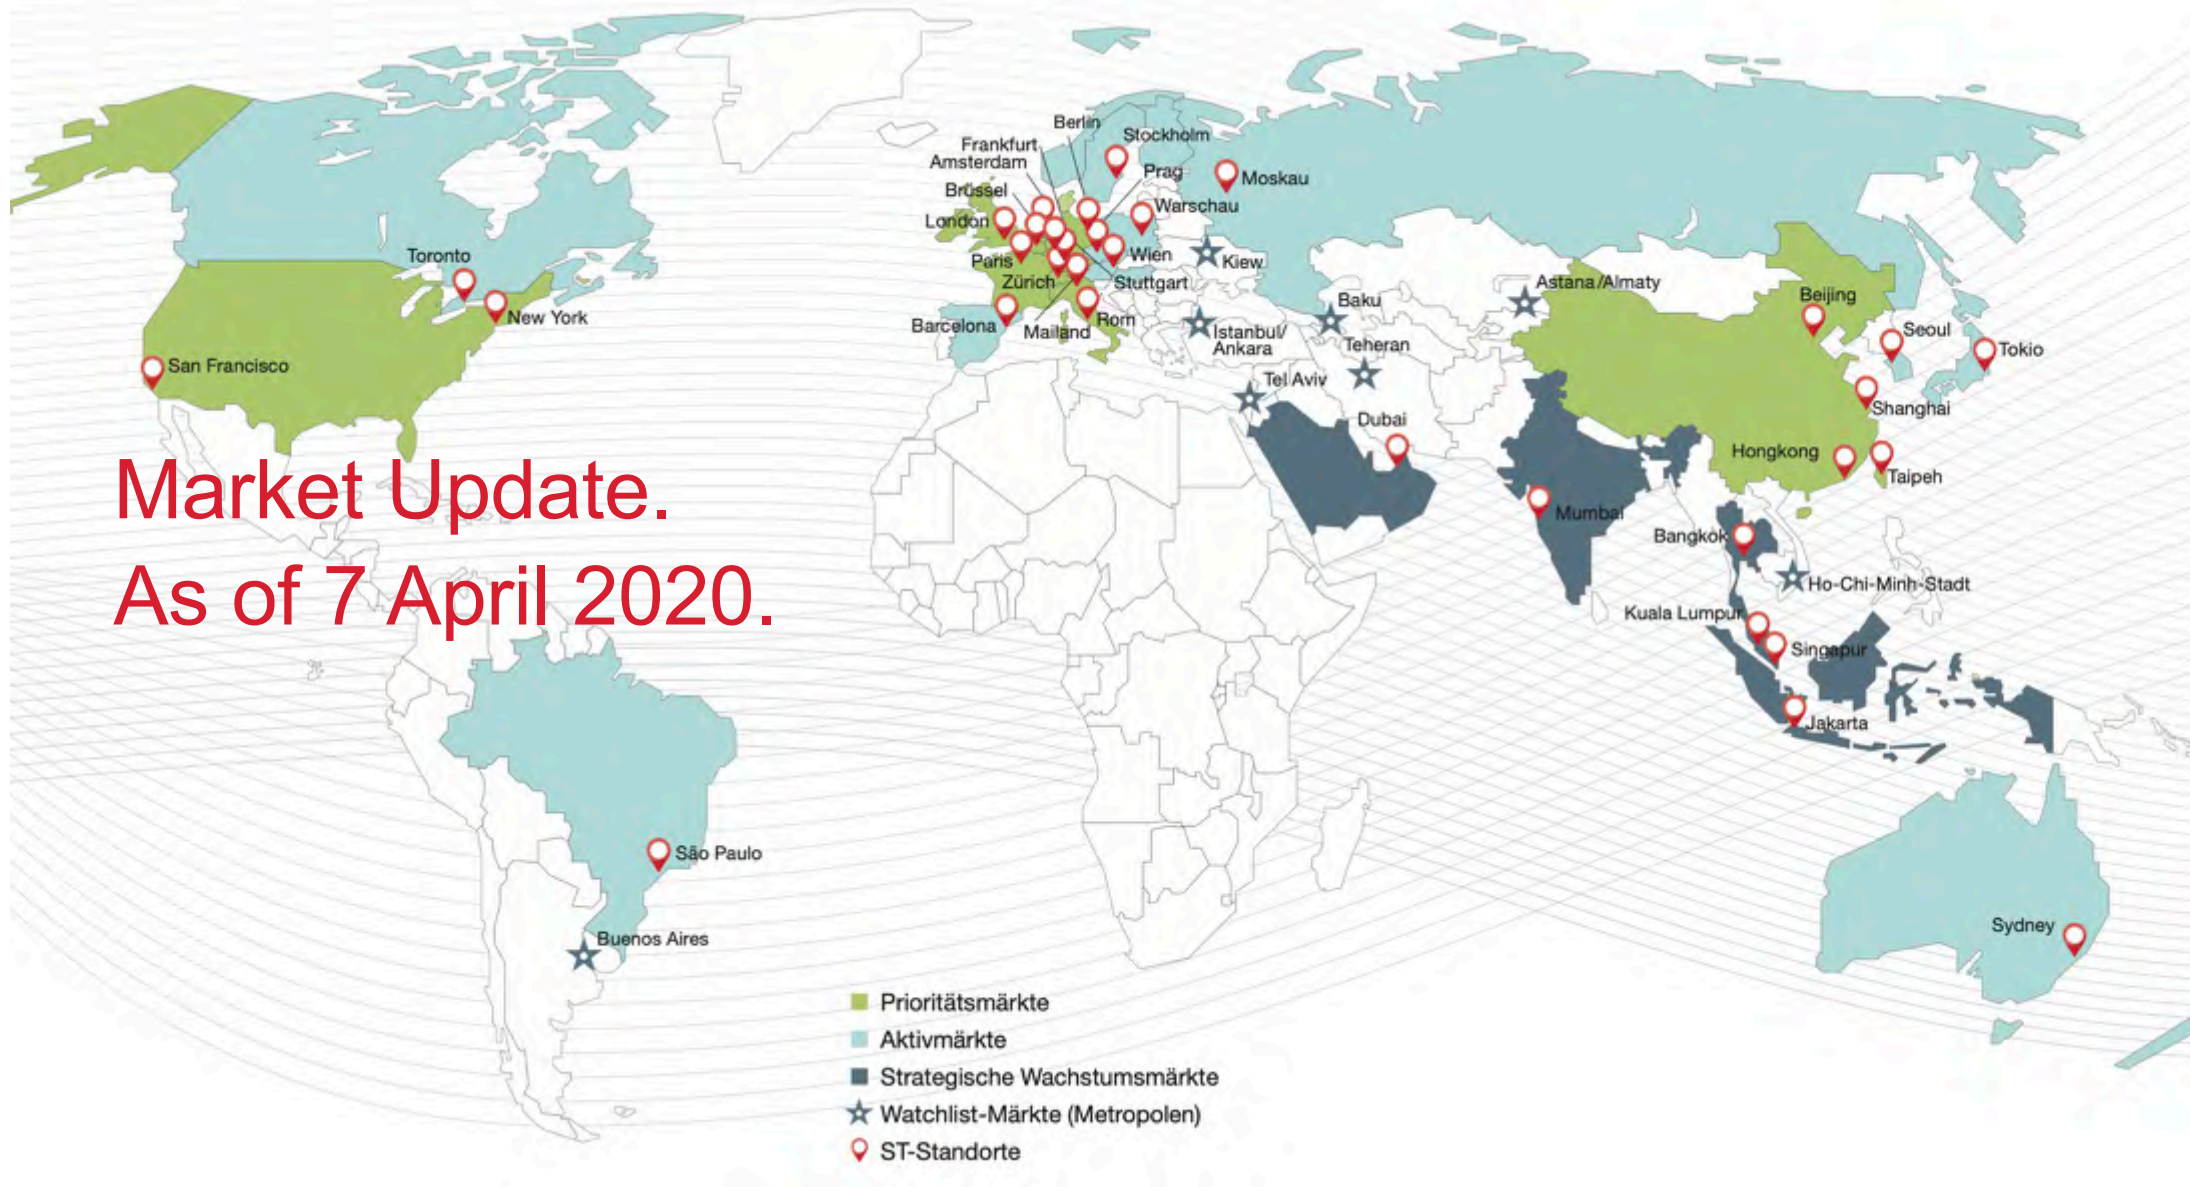 Berlin
Stockholm
Frankfurt
Amsterdam
Prag
Moskau
Brüssel
Warschau
London
Toronto
Paris
Wien
Kiew
Zürich
Stuttgart
Astana/Almaty
Beijing
New York
Baku
Barcelona
Mailand
Rom
Istanbul/
Ankara
Teheran
Seoul
Tokio
San Francisco
Tel Aviv
Shanghai
Dubai
Hongkong
Taipeh
Market Update.
As of 7 April 2020.
Mumbai
Bangkok
Ho-Chi-Minh-Stadt
Kuala Lumpur
Singapur
Jakarta
São Paulo
Sydney
Buenos Aires
Prioritätsmärkte
Aktivmärkte
Strategische Wachstumsmärkte
Watchlist-Märkte (Metropolen)
ST-Standorte